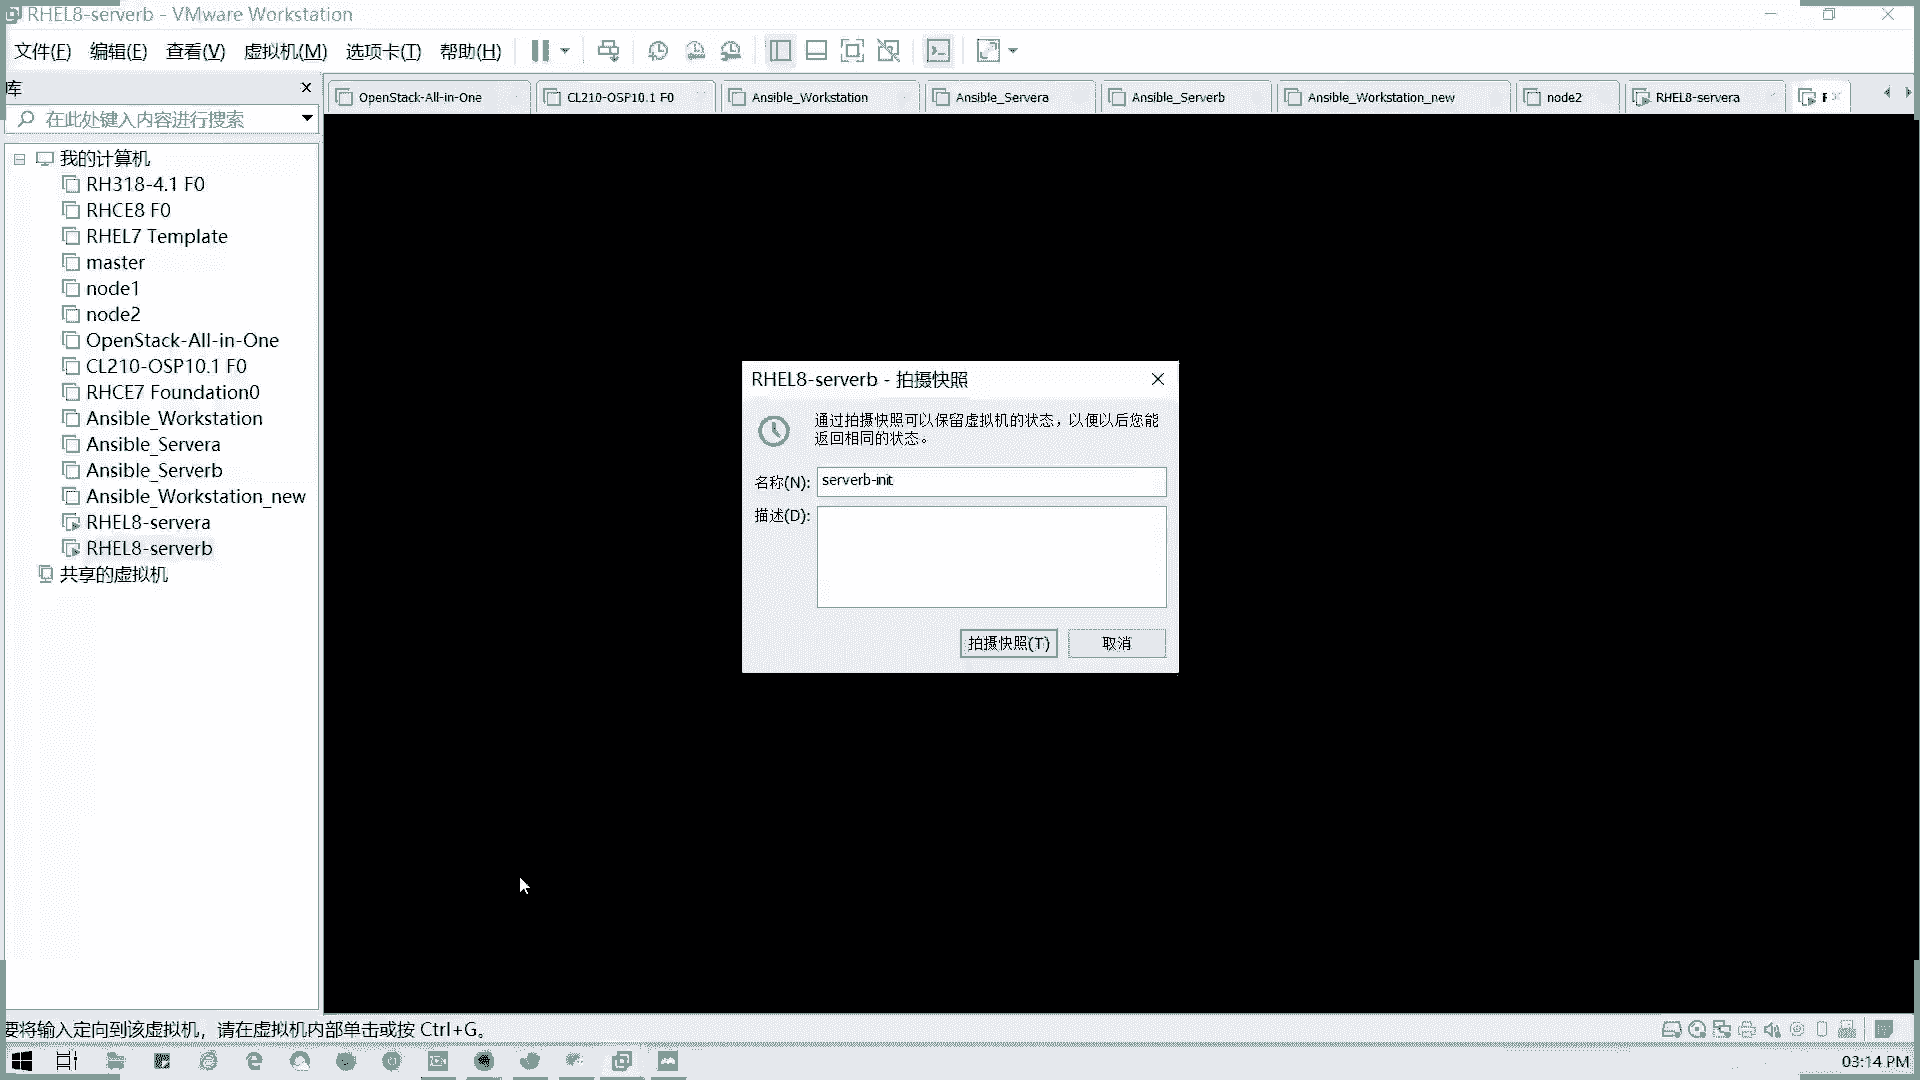 RHEL8-serverb - VMware Workstation
文件(F) 编辑(E) 查看(V) 虚拟机(M) 选项卡(T) 帮助(H)
库
在此处键入内容进行搜索
OpenStack-All-in-One CL210-OSP10.1 F0 Ansible_Workstation Ansible_Servera Ansible_Serverb Ansible_Workstation_new node2 RHEL8-servera
我的计算机
RH318-4.1 F0
RHCE8 F0
RHEL7 Template
master
node1
node2
OpenStack-All-in-One
CL210-OSP10.1 F0
RHCE7 Foundation0
Ansible_Workstation
Ansible_Servera
Ansible_Serverb
Ansible_Workstation_new
RHEL8-servera
RHEL8-serverb
共享的虚拟机
RHEL8-serverb - 拍摄快照
通过拍摄快照可以保留虚拟机的状态，以便以后您能
返回相同的状态。
名称(N): serverb-init
描述(D):
拍摄快照(T) 取消
要将输入定向到该虚拟机，请在虚拟机内部单击或按 Ctrl+G。
03:14 PM